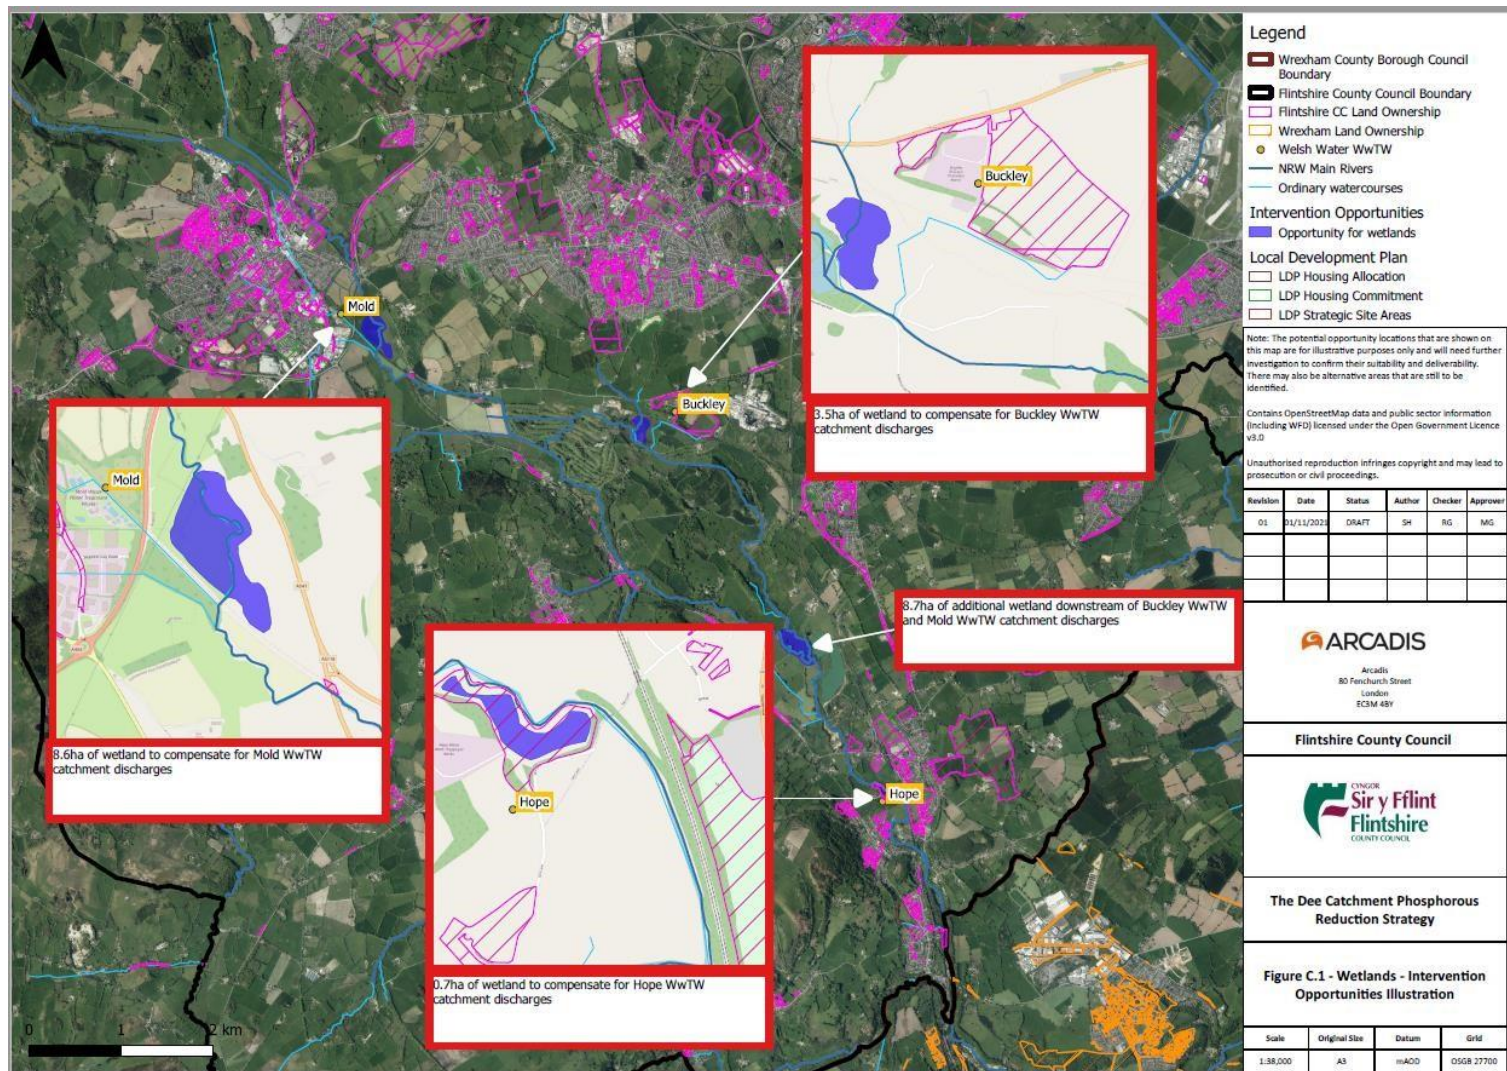 Legend
Wrexham County Borough Council
Boundary
Flintshire County Council Boundary
Flintshire CC Land Ownership
Wrexham Land Ownership
Welsh Water WwTW
NRW Main Rivers
Ordinary watercourses
Intervention Opportunities
Opportunity for wetlands
Local Development Plan
LDP Housing Allocation
LDP Housing Commitment
LDP Strategic Site Areas
Note: The potential opportunity locations that are shown on
this map are for illustrative purposes only and will need further
investigation to confirm their suitability and deliverability.
There may also be alternative areas that are still to be
identified.
Contains OpenStreetMap data and public sector information
(including WFD) licensed under the Open Government Licence
v3.0
Unauthorised reproduction infringes copyright and may lead to
prosecution or civil proceedings.
Revision Date Status Author Checker Approver
01 01/11/2021 DRAFT SH RG MG
ARCADIS
Arcadis
80 Fenchurch Street
London
EC3M 4BY
Flintshire County Council
CYNGOR
Sir y Fflint
Flintshire
COUNTY COUNCIL
The Dee Catchment Phosphorous
Reduction Strategy
Figure C.1 - Wetlands - Intervention
Opportunities Illustration
Scale Original Size Datum Grid
1:38,000 A3 mAOD OSGB 27700
Buckley
3.5ha of wetland to compensate for Buckley WwTW
catchment discharges
Mold
Buckley
Mold
8.6ha of wetland to compensate for Mold WwTW
catchment discharges
8.7ha of additional wetland downstream of Buckley WwTW
and Mold WwTW catchment discharges
Hope
Hope
0.7ha of wetland to compensate for Hope WwTW
catchment discharges
0 1 2 km